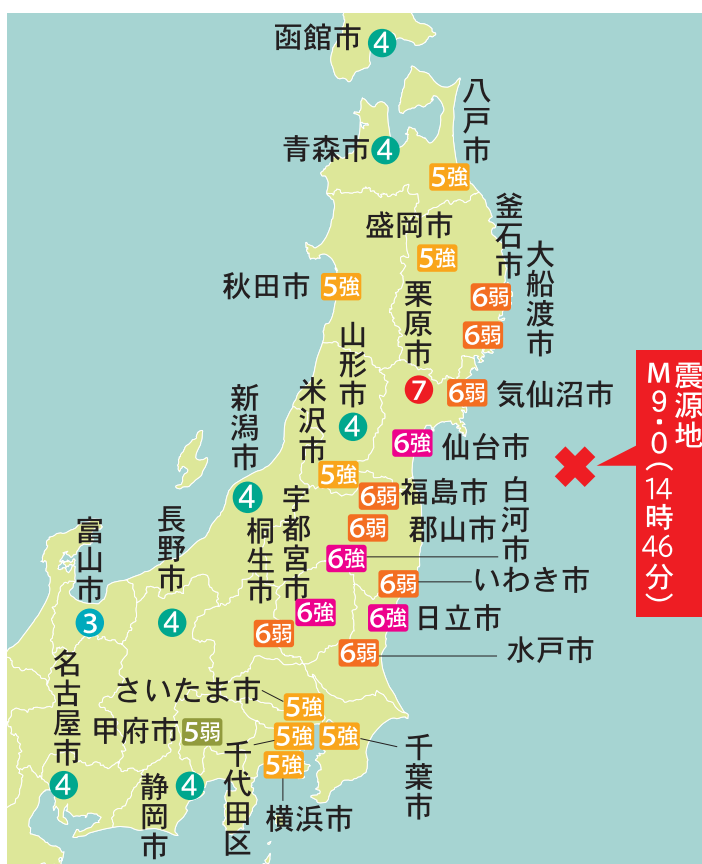 函館市
4
青森市
4
八戸市
5強
盛岡市
5強
釜石市
6弱
大船渡市
6弱
秋田市
5強
栗原市
7
気仙沼市
6弱
山形市
4
仙台市
6強
震源地
M9・0(14時46分)
米沢市
5強
新潟市
4
福島市
6弱
郡山市
6弱
白河市
6強
いわき市
6弱
宇都宮市
6強
桐生市
6弱
日立市
6強
水戸市
6弱
長野市
4
富山市
3
さいたま市
5強
甲府市
5弱
千代田区
5強
千葉市
5強
横浜市
5強
名古屋市
4
静岡市
4